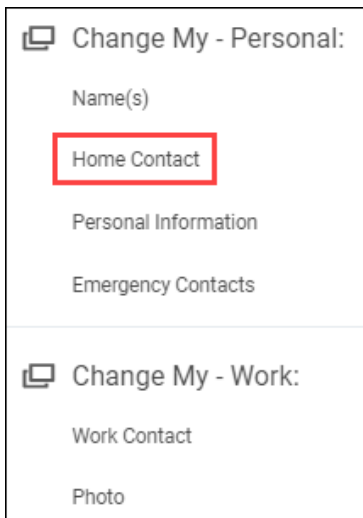 Change My - Personal:
Name(s)
Home Contact
Personal Information
Emergency Contacts
Change My - Work:
Work Contact
Photo